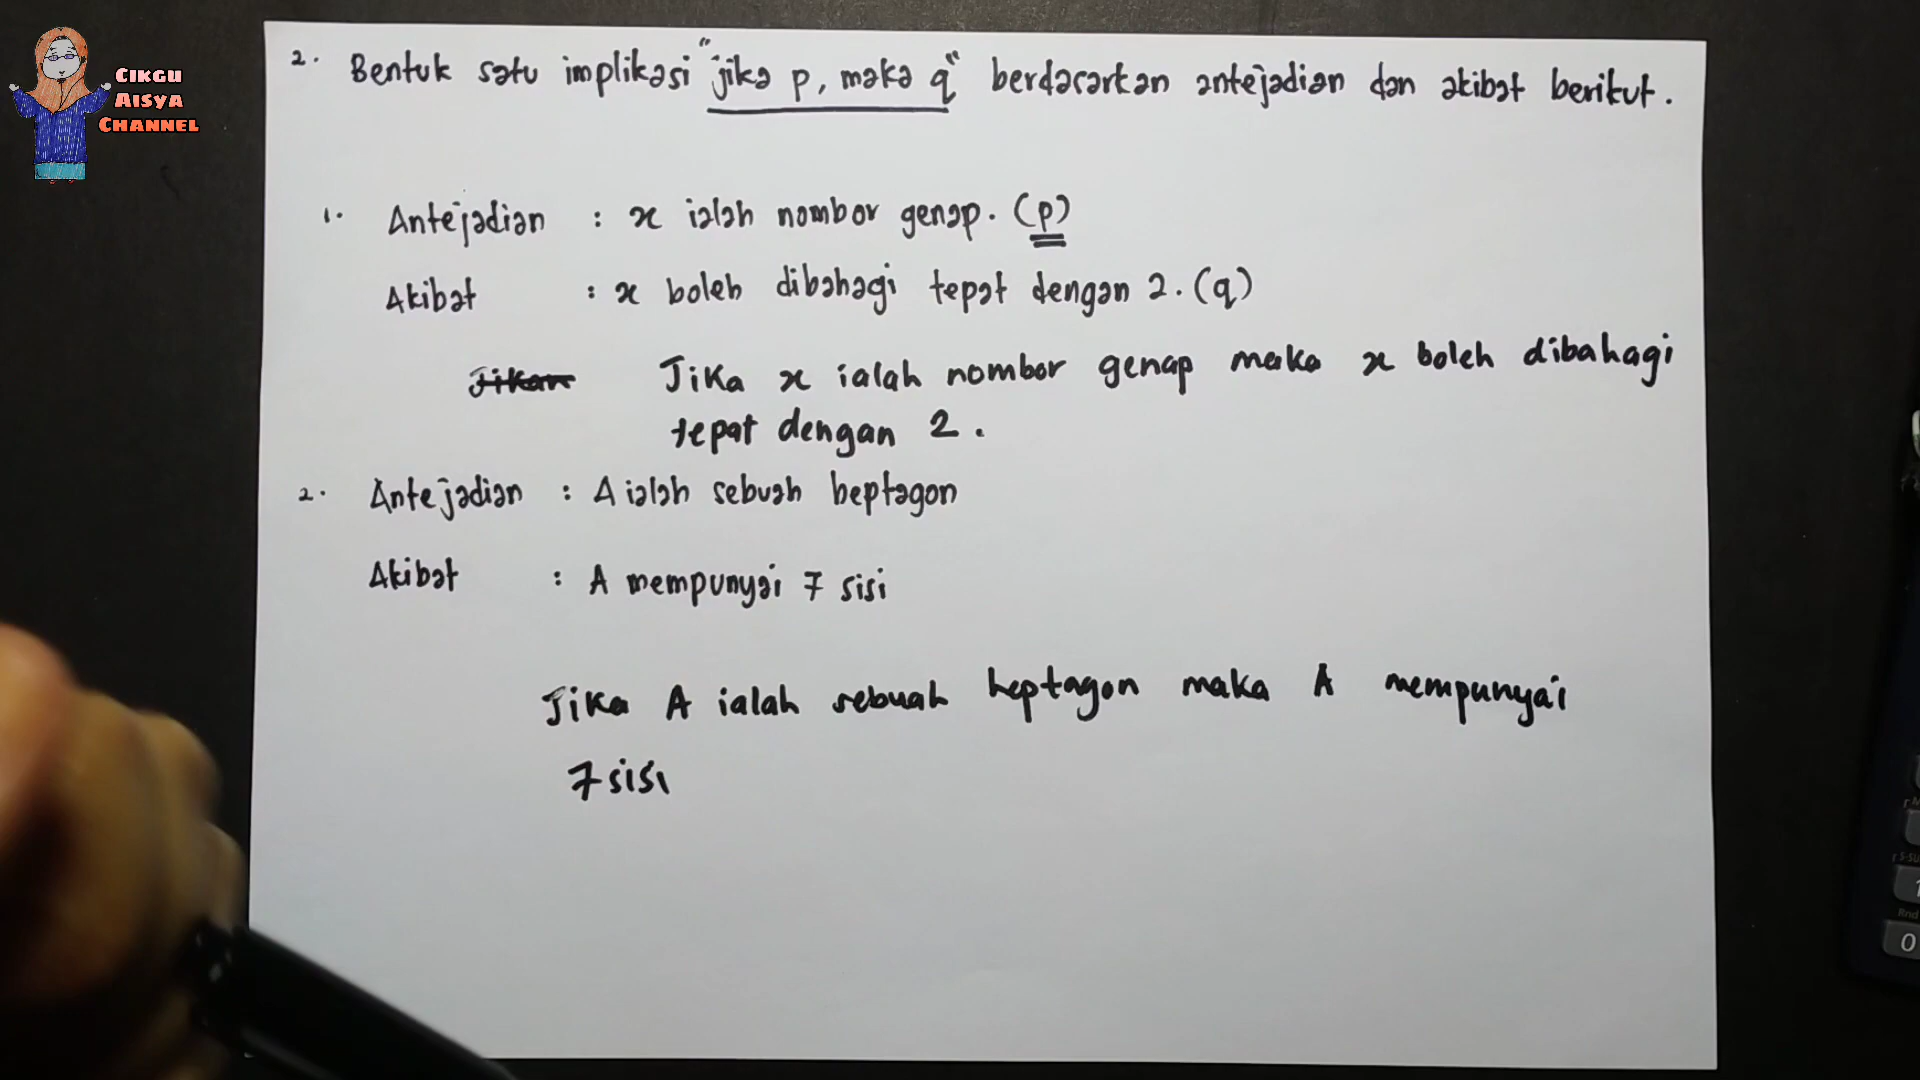 CIKGU
AISYA
CHANNEL
2. Bentuk satu implikasi "jika p, maka q" berdasarkan antejadian dan akibat berikut.
1. Antejadian : x ialah nombor genap. (p)
Akibat : x boleh dibahagi tepat dengan 2. (q)
Jika x ialah nombor genap maka x boleh dibahagi
tepat dengan 2.
2. Antejadian : A ialah sebuah heptagon
Akibat : A mempunyai 7 sisi
Jika A ialah sebuah heptagon maka A mempunyai
7 sisi
0